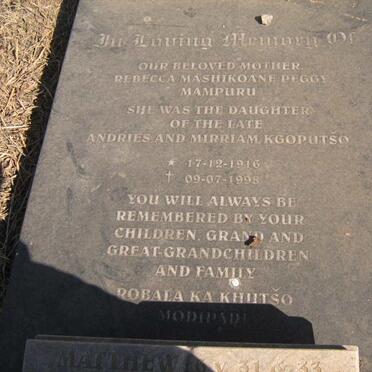 In Loving Memory Of
OUR BELOVED MOTHER
REBECCA MASHIKOANE PEGGY
MAMPURU
SHE WAS THE DAUGHTER
OF THE LATE
ANDRIES AND MIRRIAM KGOPUTSO
* 17-12-1916
† 09-07-1998
YOU WILL ALWAYS BE
REMEMBERED BY YOUR
CHILDREN, GRAND AND
GREAT-GRANDCHILDREN
AND FAMILY
ROBALA KA KHUTŠO
MODIPADI
MATTHEW